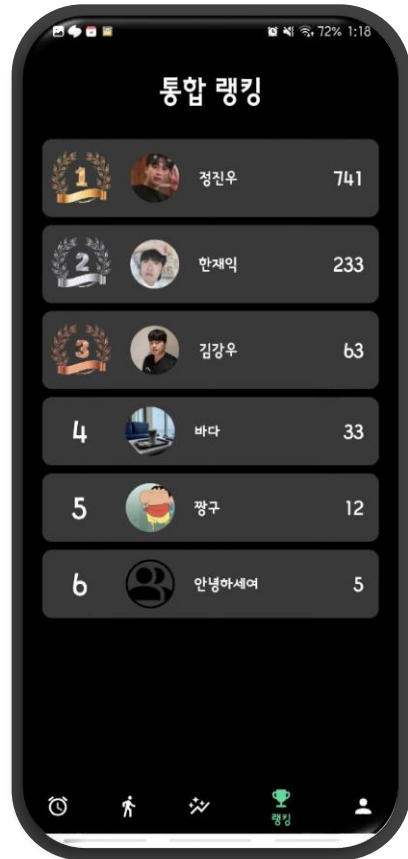 72% 1:18
통합 랭킹
1 정진우 741
2 한재익 233
3 김강우 63
4 바다 33
5 짱구 12
6 안녕하세여 5
랭킹